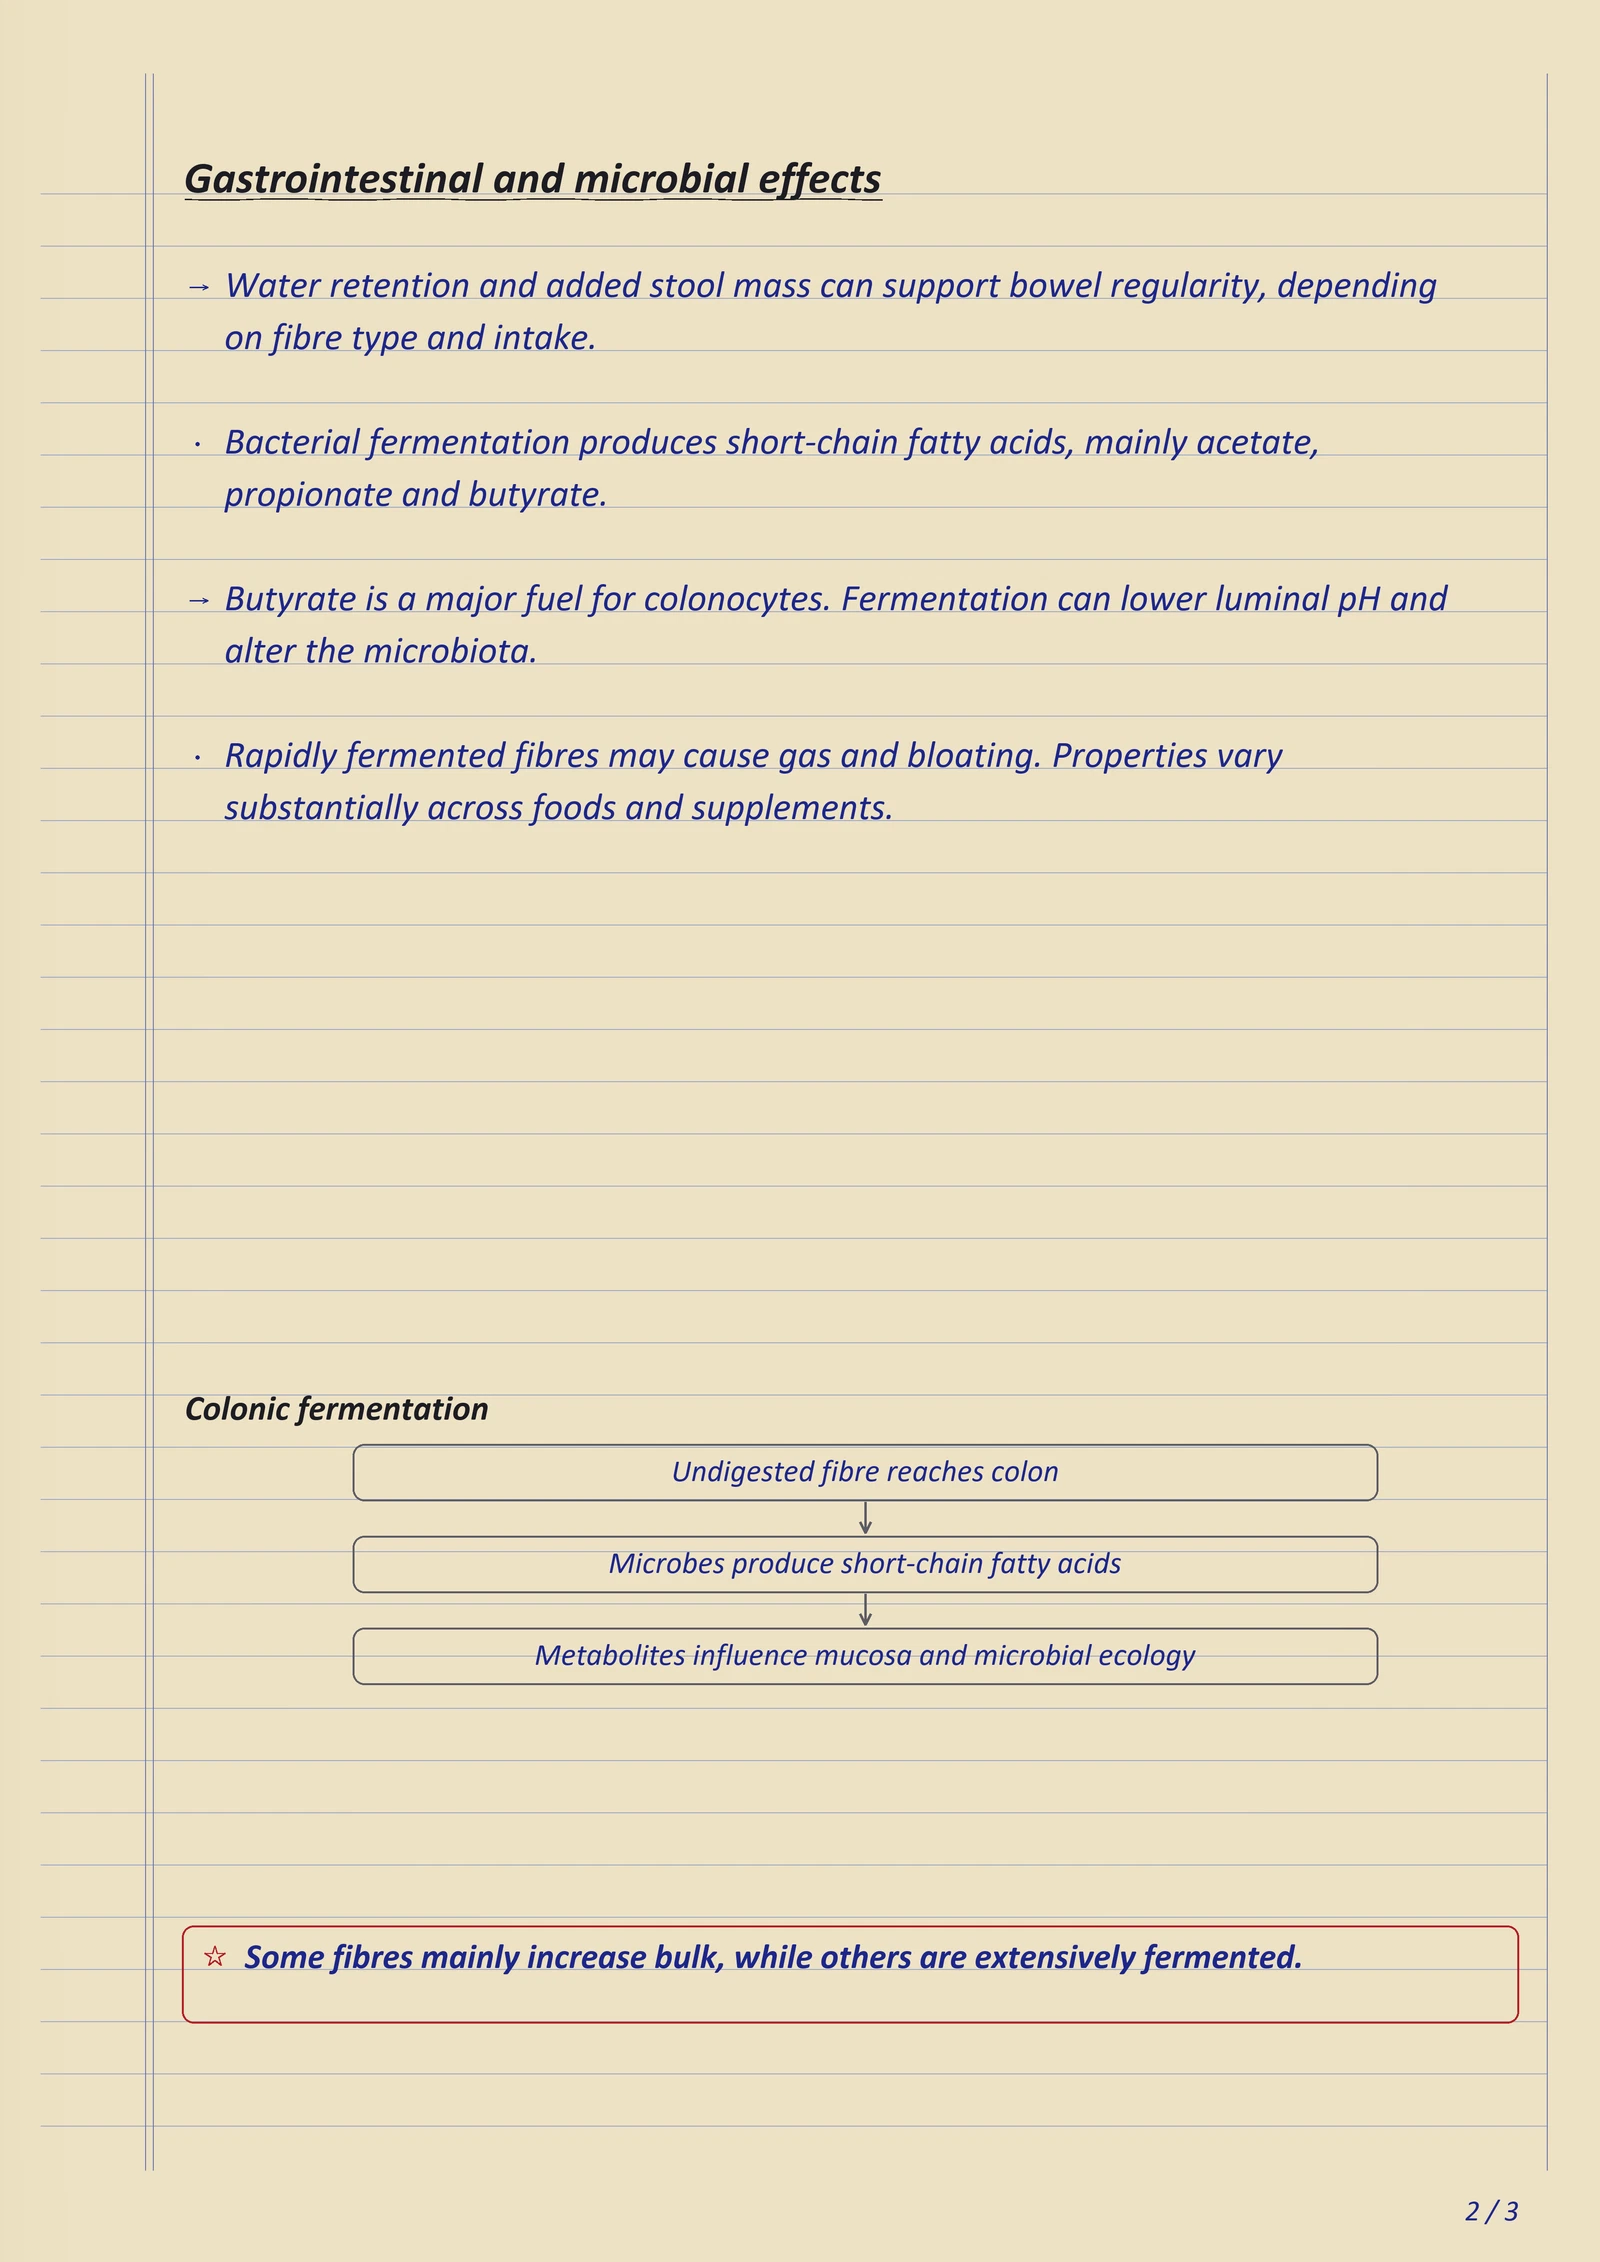 Gastrointestinal and microbial effects
→ Water retention and added stool mass can support bowel regularity, depending
on fibre type and intake.
· Bacterial fermentation produces short-chain fatty acids, mainly acetate,
propionate and butyrate.
→ Butyrate is a major fuel for colonocytes. Fermentation can lower luminal pH and
alter the microbiota.
· Rapidly fermented fibres may cause gas and bloating. Properties vary
substantially across foods and supplements.
Colonic fermentation
Undigested fibre reaches colon
Microbes produce short-chain fatty acids
Metabolites influence mucosa and microbial ecology
☆ Some fibres mainly increase bulk, while others are extensively fermented.
2 / 3